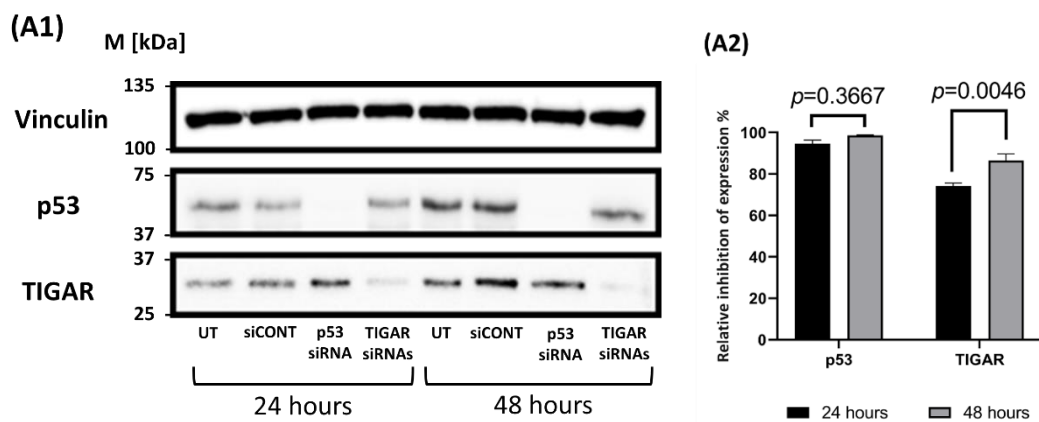 (A1)
M [kDa]
135
Vinculin
100
75
p53
37
37
TIGAR
25
UT siCONT p53 siRNA TIGAR siRNAs UT siCONT p53 siRNA TIGAR siRNAs
24 hours 48 hours
(A2)
p=0.3667 p=0.0046
Relative inhibition of expression %
100
80
60
40
20
0
p53 TIGAR
24 hours 48 hours